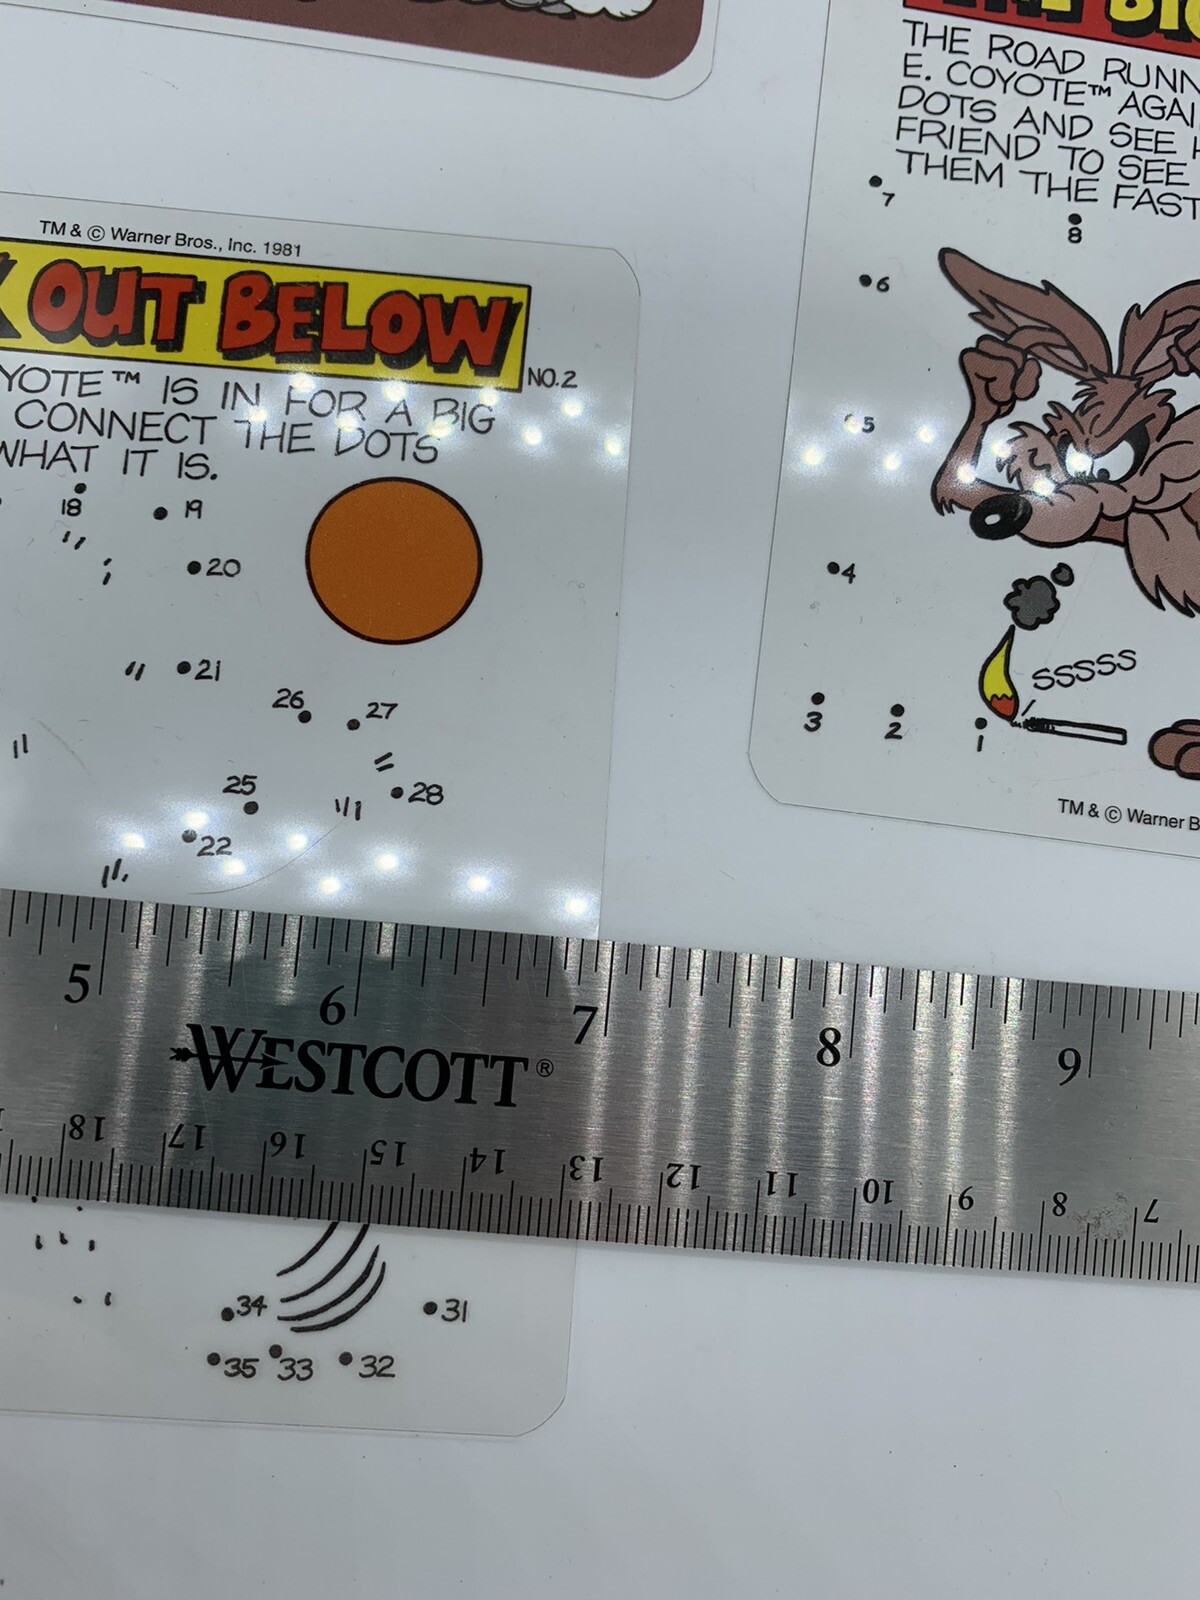 TM & © Warner Bros., Inc. 1981
OUT BELOW
NO.2
YOTE™ IS IN FOR A BIG
CONNECT THE DOTS
WHAT IT IS.
18
19
20
21
26
27
25
28
22
THE ROAD RUNN
E. COYOTE™ AGAI
DOTS AND SEE H
FRIEND TO SEE
THEM THE FAST
7
8
6
5
4
SSSSS
3
2
1
TM & © Warner B
5 6 7 8 9
WESTCOTT®
18 17 16 15 14 13 12 11 10 9 8 7
34
31
35
33
32